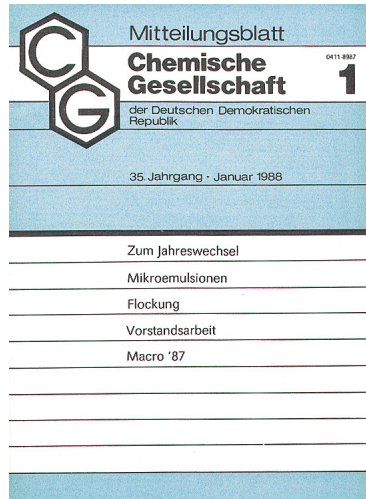 CG
Mitteilungsblatt
Chemische
Gesellschaft
0411-8987
1
der Deutschen Demokratischen
Republik
35. Jahrgang · Januar 1988
Zum Jahreswechsel
Mikroemulsionen
Flockung
Vorstandsarbeit
Macro '87